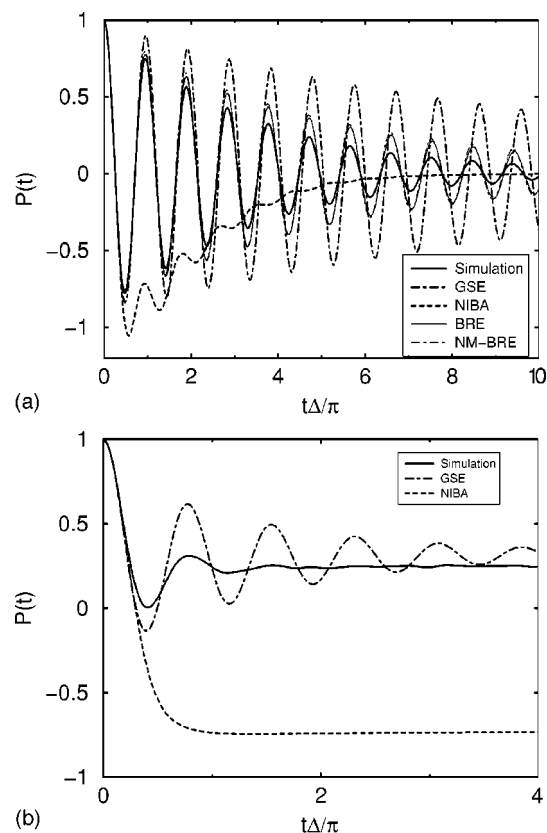 1
0.5
0
−0.5
−1
P(t)
Simulation
GSE
NIBA
BRE
NM−BRE
0 2 4 6 8 10
tΔ/π
(a)
1
0.5
0
−0.5
−1
P(t)
Simulation
GSE
NIBA
0 2 4
tΔ/π
(b)